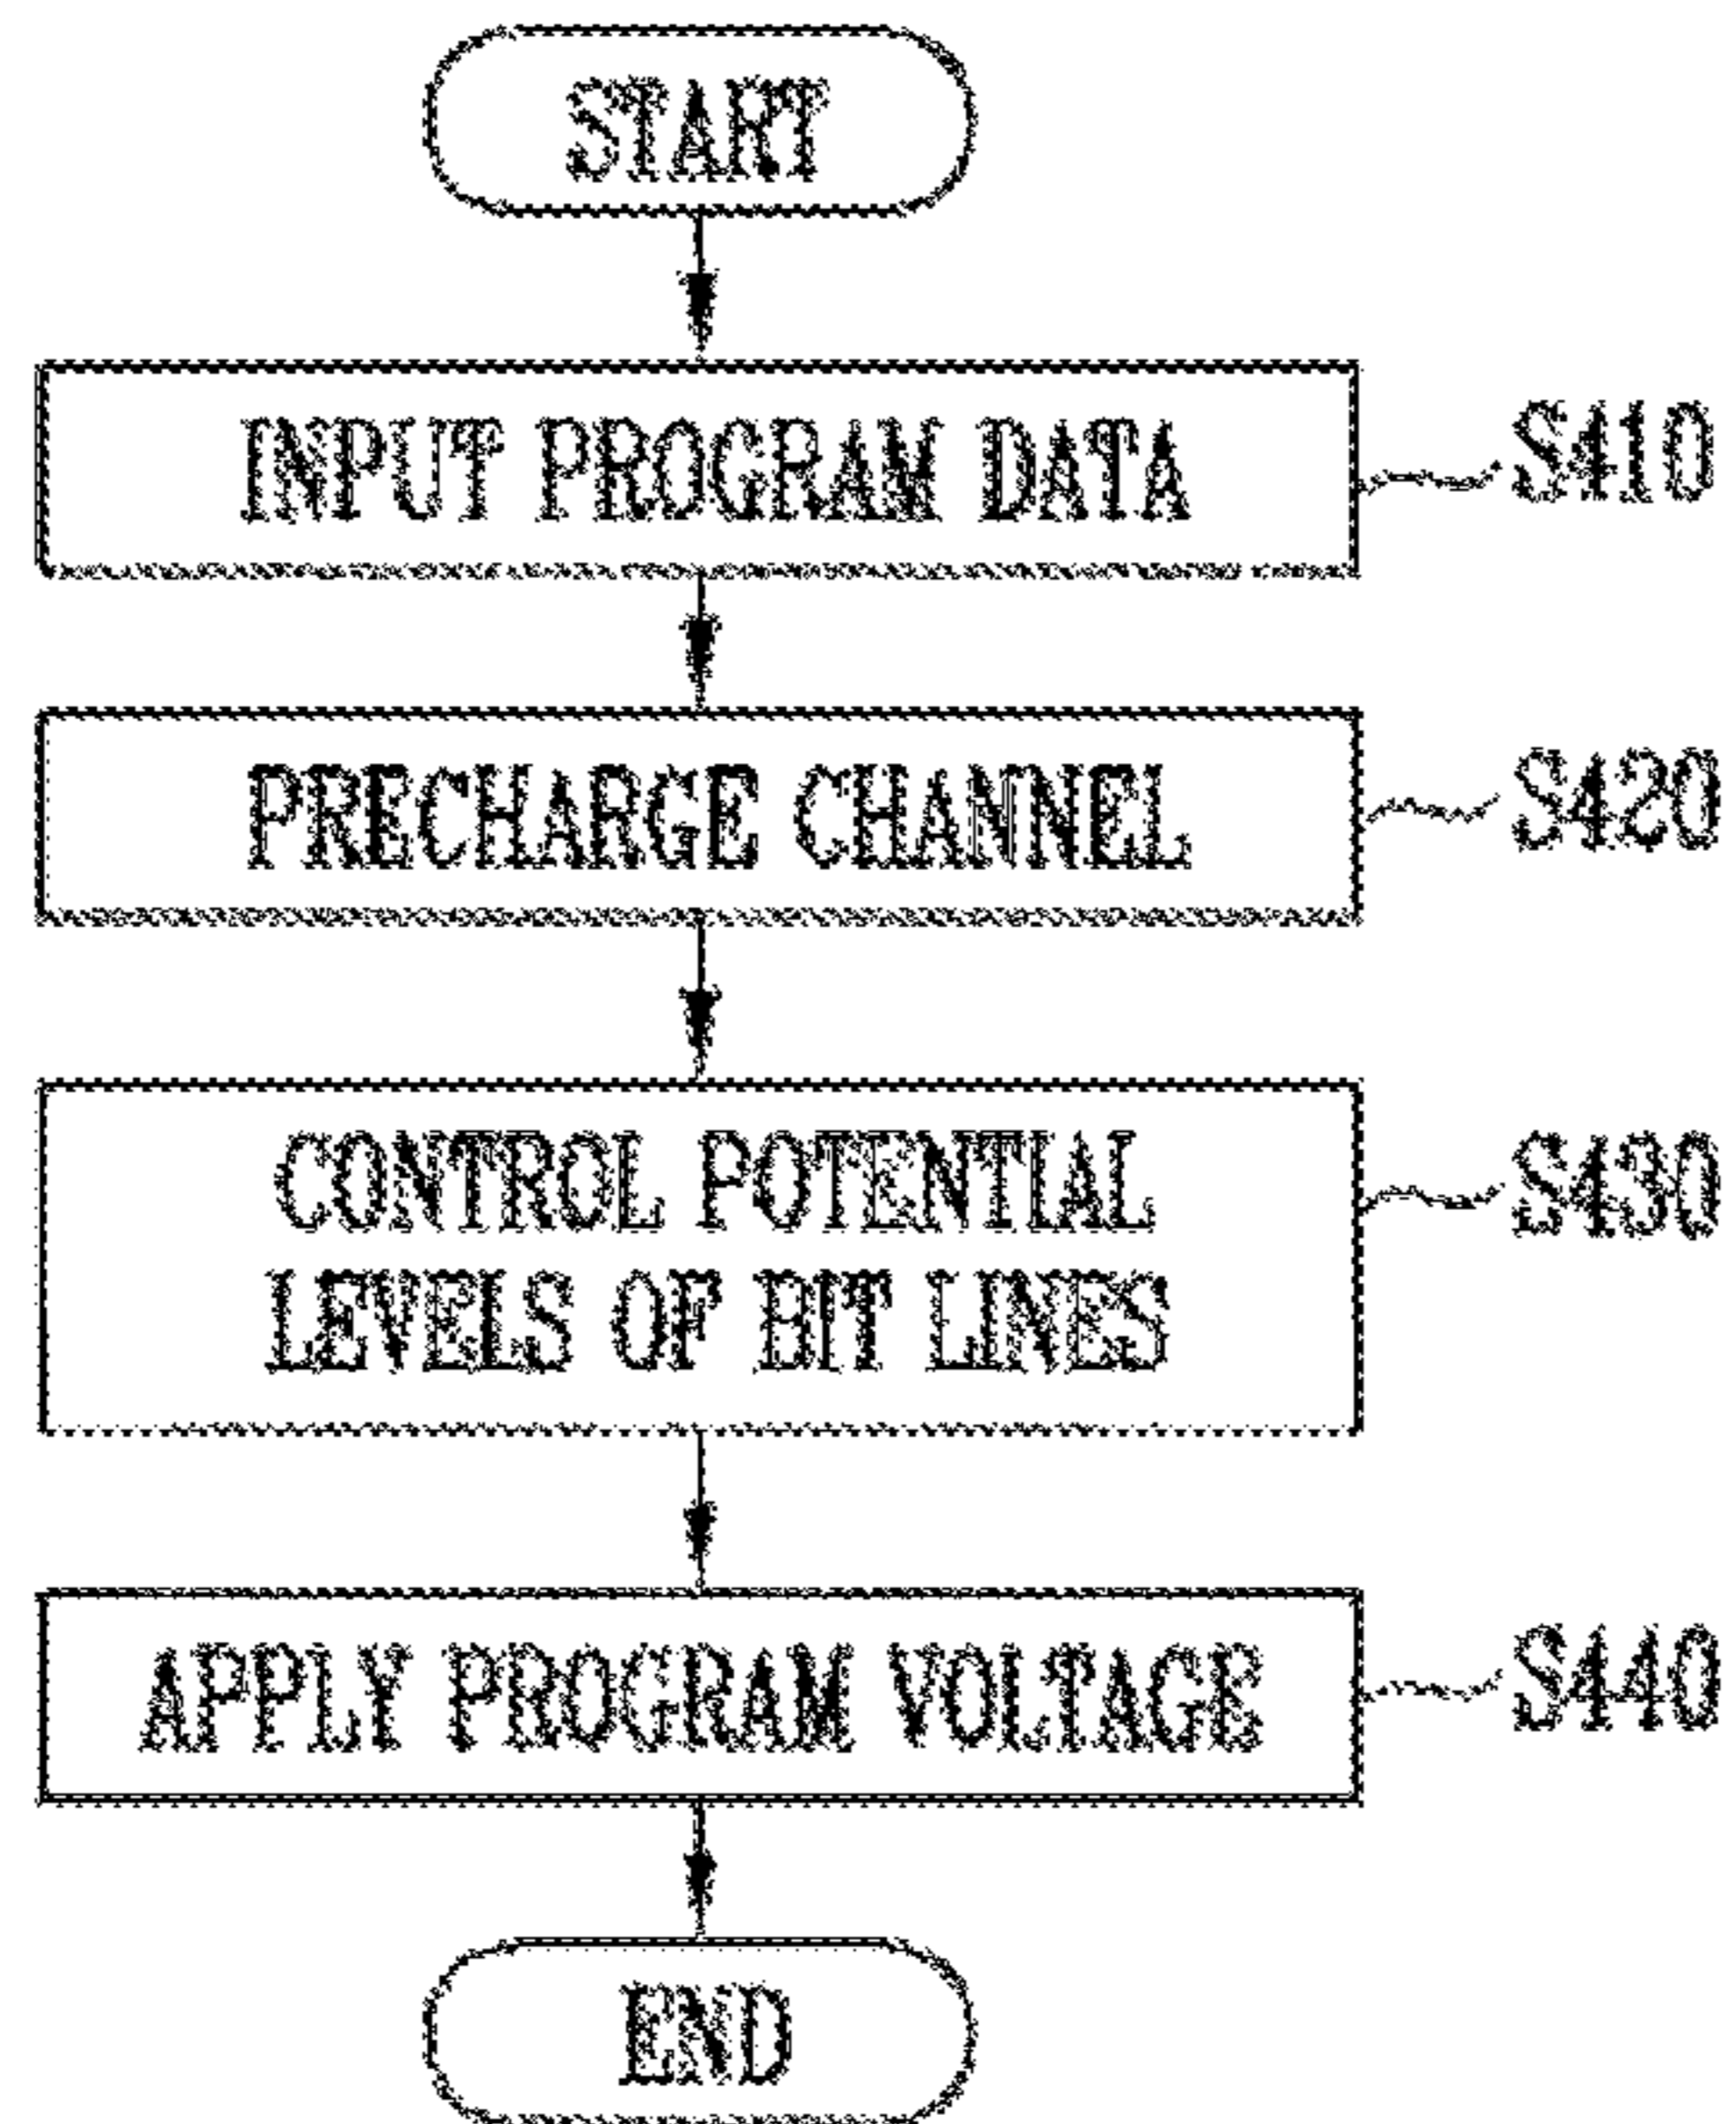 START
INPUT PROGRAM DATA
S410
PRECHARGE CHANNEL
S420
CONTROL POTENTIAL
LEVELS OF BIT LINES
S430
APPLY PROGRAM VOLTAGE
S440
END